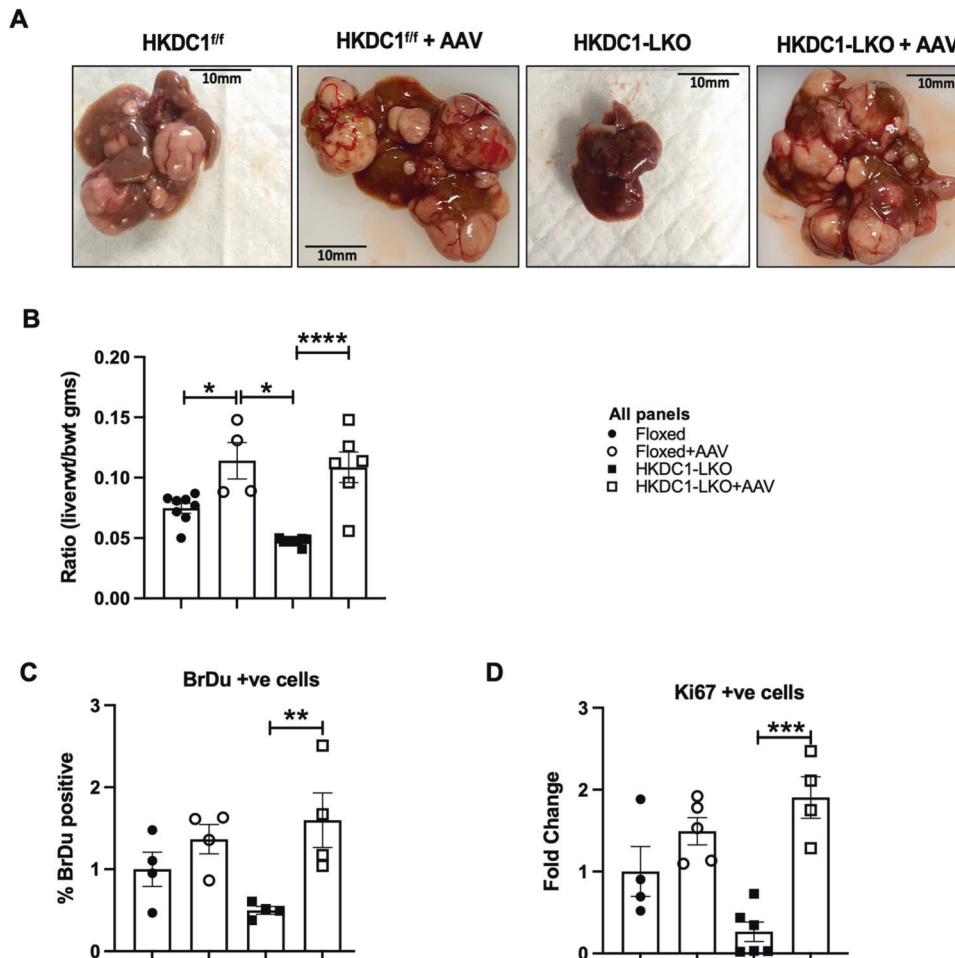 A
HKDC1f/f
HKDC1f/f + AAV
HKDC1-LKO
HKDC1-LKO + AAV
10mm
10mm
10mm
10mm
B
Ratio (liverwt/bwt gms)
0.20
0.15
0.10
0.05
0.00
*
*
****
All panels
Floxed
Floxed+AAV
HKDC1-LKO
HKDC1-LKO+AAV
C
BrDu +ve cells
% BrDu positive
3
2
1
0
**
D
Ki67 +ve cells
Fold Change
3
2
1
0
***